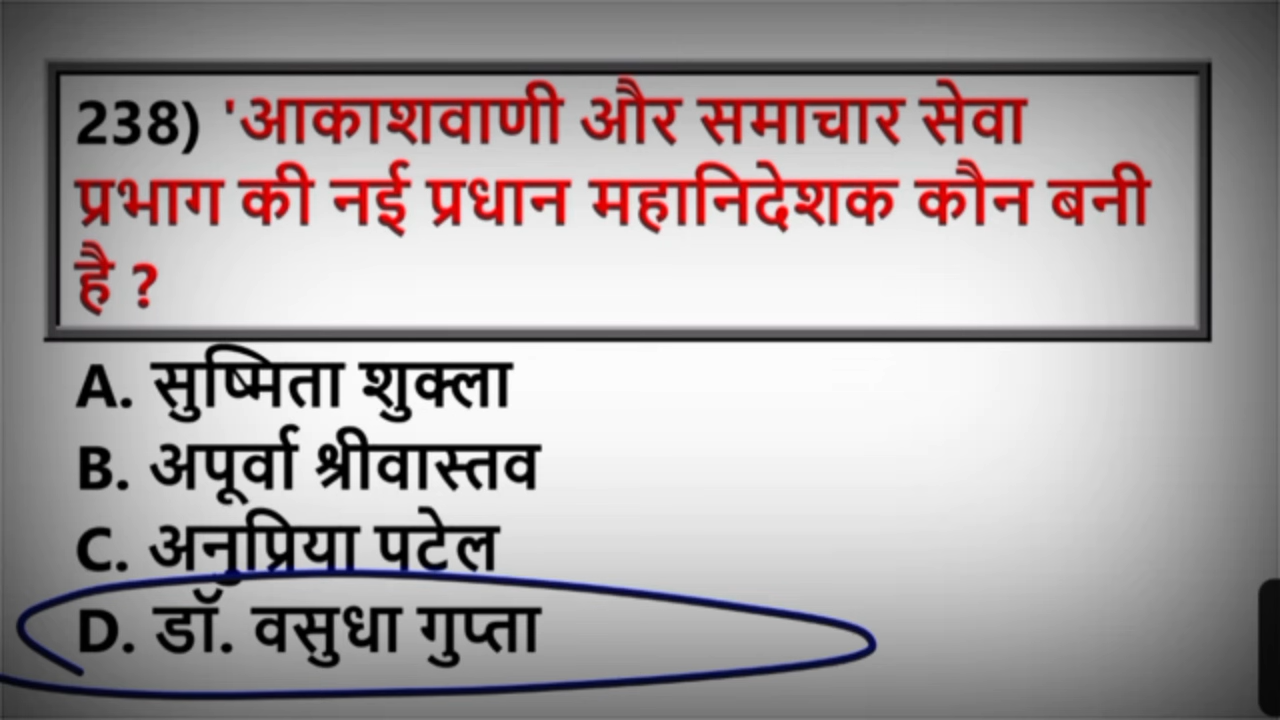 238) 'आकाशवाणी और समाचार सेवा
प्रभाग की नई प्रधान महानिदेशक कौन बनी
है ?
A. सुष्मिता शुक्ला
B. अपूर्वा श्रीवास्तव
C. अनुप्रिया पटेल
D. डॉ. वसुधा गुप्ता